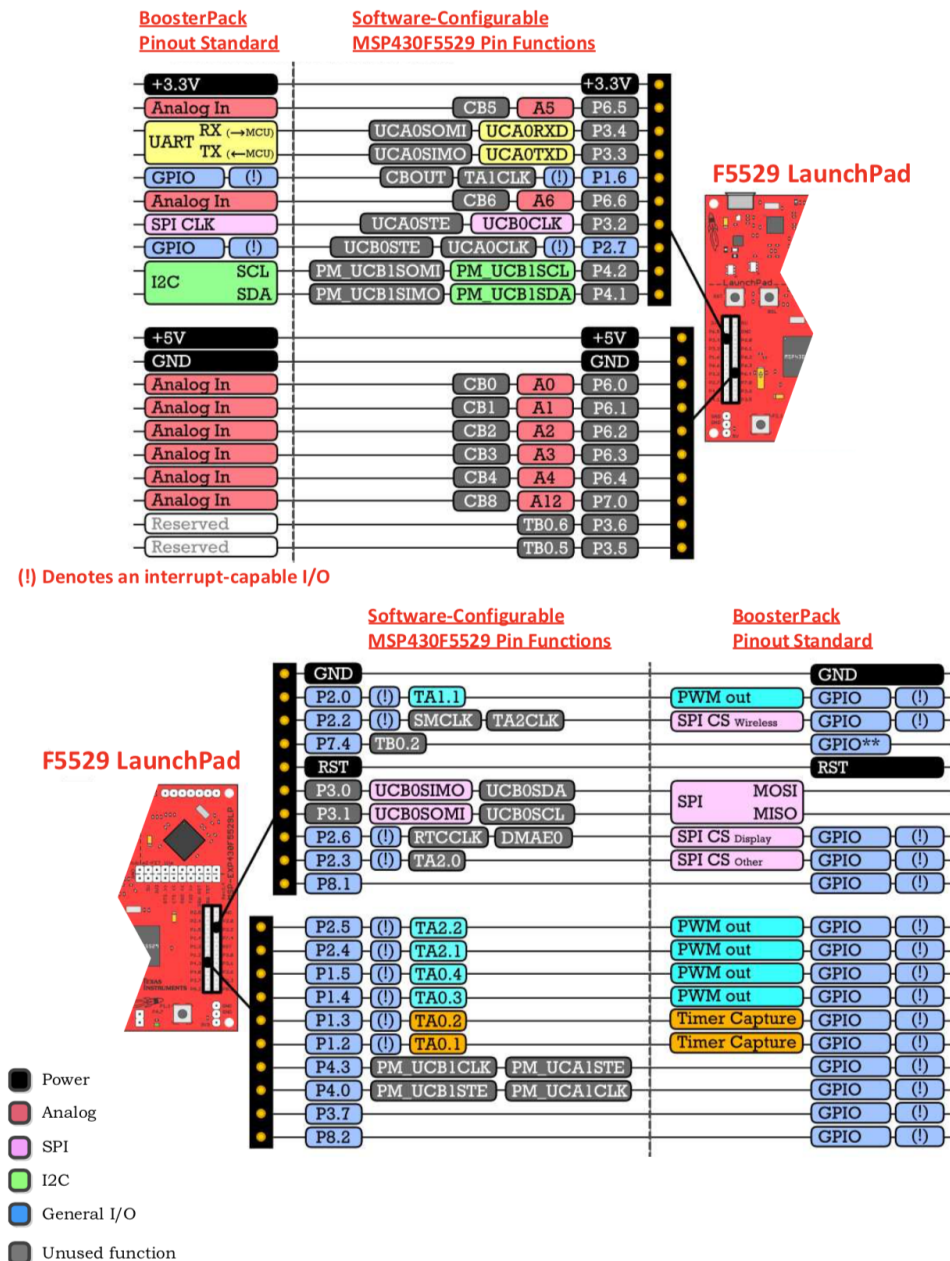 BoosterPack Software-Configurable
Pinout Standard MSP430F5529 Pin Functions
+3.3V +3.3V
Analog In CB5 A5 P6.5
UART RX (→MCU) UCA0SOMI UCA0RXD P3.4
TX (←MCU) UCA0SIMO UCA0TXD P3.3
GPIO (!) CBOUT TA1CLK (!) P1.6
Analog In CB6 A6 P6.6
SPI CLK UCA0STE UCB0CLK P3.2
GPIO (!) UCB0STE UCA0CLK (!) P2.7
I2C SCL PM_UCB1SOMI PM_UCB1SCL P4.2
SDA PM_UCB1SIMO PM_UCB1SDA P4.1
F5529 LaunchPad
LaunchPad
+5V +5V
GND GND
Analog In CB0 A0 P6.0
Analog In CB1 A1 P6.1
Analog In CB2 A2 P6.2
Analog In CB3 A3 P6.3
Analog In CB4 A4 P6.4
Analog In CB8 A12 P7.0
Reserved TB0.6 P3.6
Reserved TB0.5 P3.5
(!) Denotes an interrupt-capable I/O
Software-Configurable BoosterPack
MSP430F5529 Pin Functions Pinout Standard
GND GND
P2.0 (!) TA1.1 PWM out GPIO (!)
P2.2 (!) SMCLK TA2CLK SPI CS Wireless GPIO (!)
P7.4 TB0.2 GPIO**
RST RST
P3.0 UCB0SIMO UCB0SDA SPI MOSI
P3.1 UCB0SOMI UCB0SCL MISO
P2.6 (!) RTCCLK DMAE0 SPI CS Display GPIO (!)
P2.3 (!) TA2.0 SPI CS Other GPIO (!)
P8.1 GPIO (!)
F5529 LaunchPad
MSP-EXP430F5529LP
TEXAS
INSTRUMENTS
P2.5 (!) TA2.2 PWM out GPIO (!)
P2.4 (!) TA2.1 PWM out GPIO (!)
P1.5 (!) TA0.4 PWM out GPIO (!)
P1.4 (!) TA0.3 PWM out GPIO (!)
P1.3 (!) TA0.2 Timer Capture GPIO (!)
P1.2 (!) TA0.1 Timer Capture GPIO (!)
P4.3 PM_UCB1CLK PM_UCA1STE GPIO (!)
P4.0 PM_UCB1STE PM_UCA1CLK GPIO (!)
P3.7 GPIO (!)
P8.2 GPIO (!)
Power
Analog
SPI
I2C
General I/O
Unused function